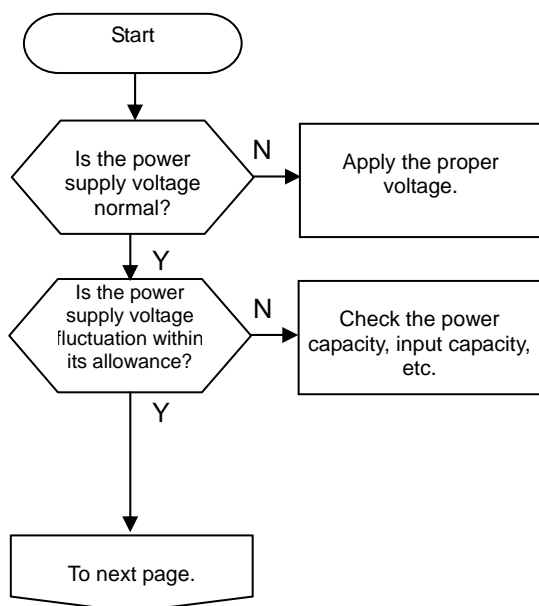 Start
Is the power
supply voltage
normal?
N
Apply the proper
voltage.
Y
Is the power
supply voltage
fluctuation within
its allowance?
N
Check the power
capacity, input capacity,
etc.
Y
To next page.